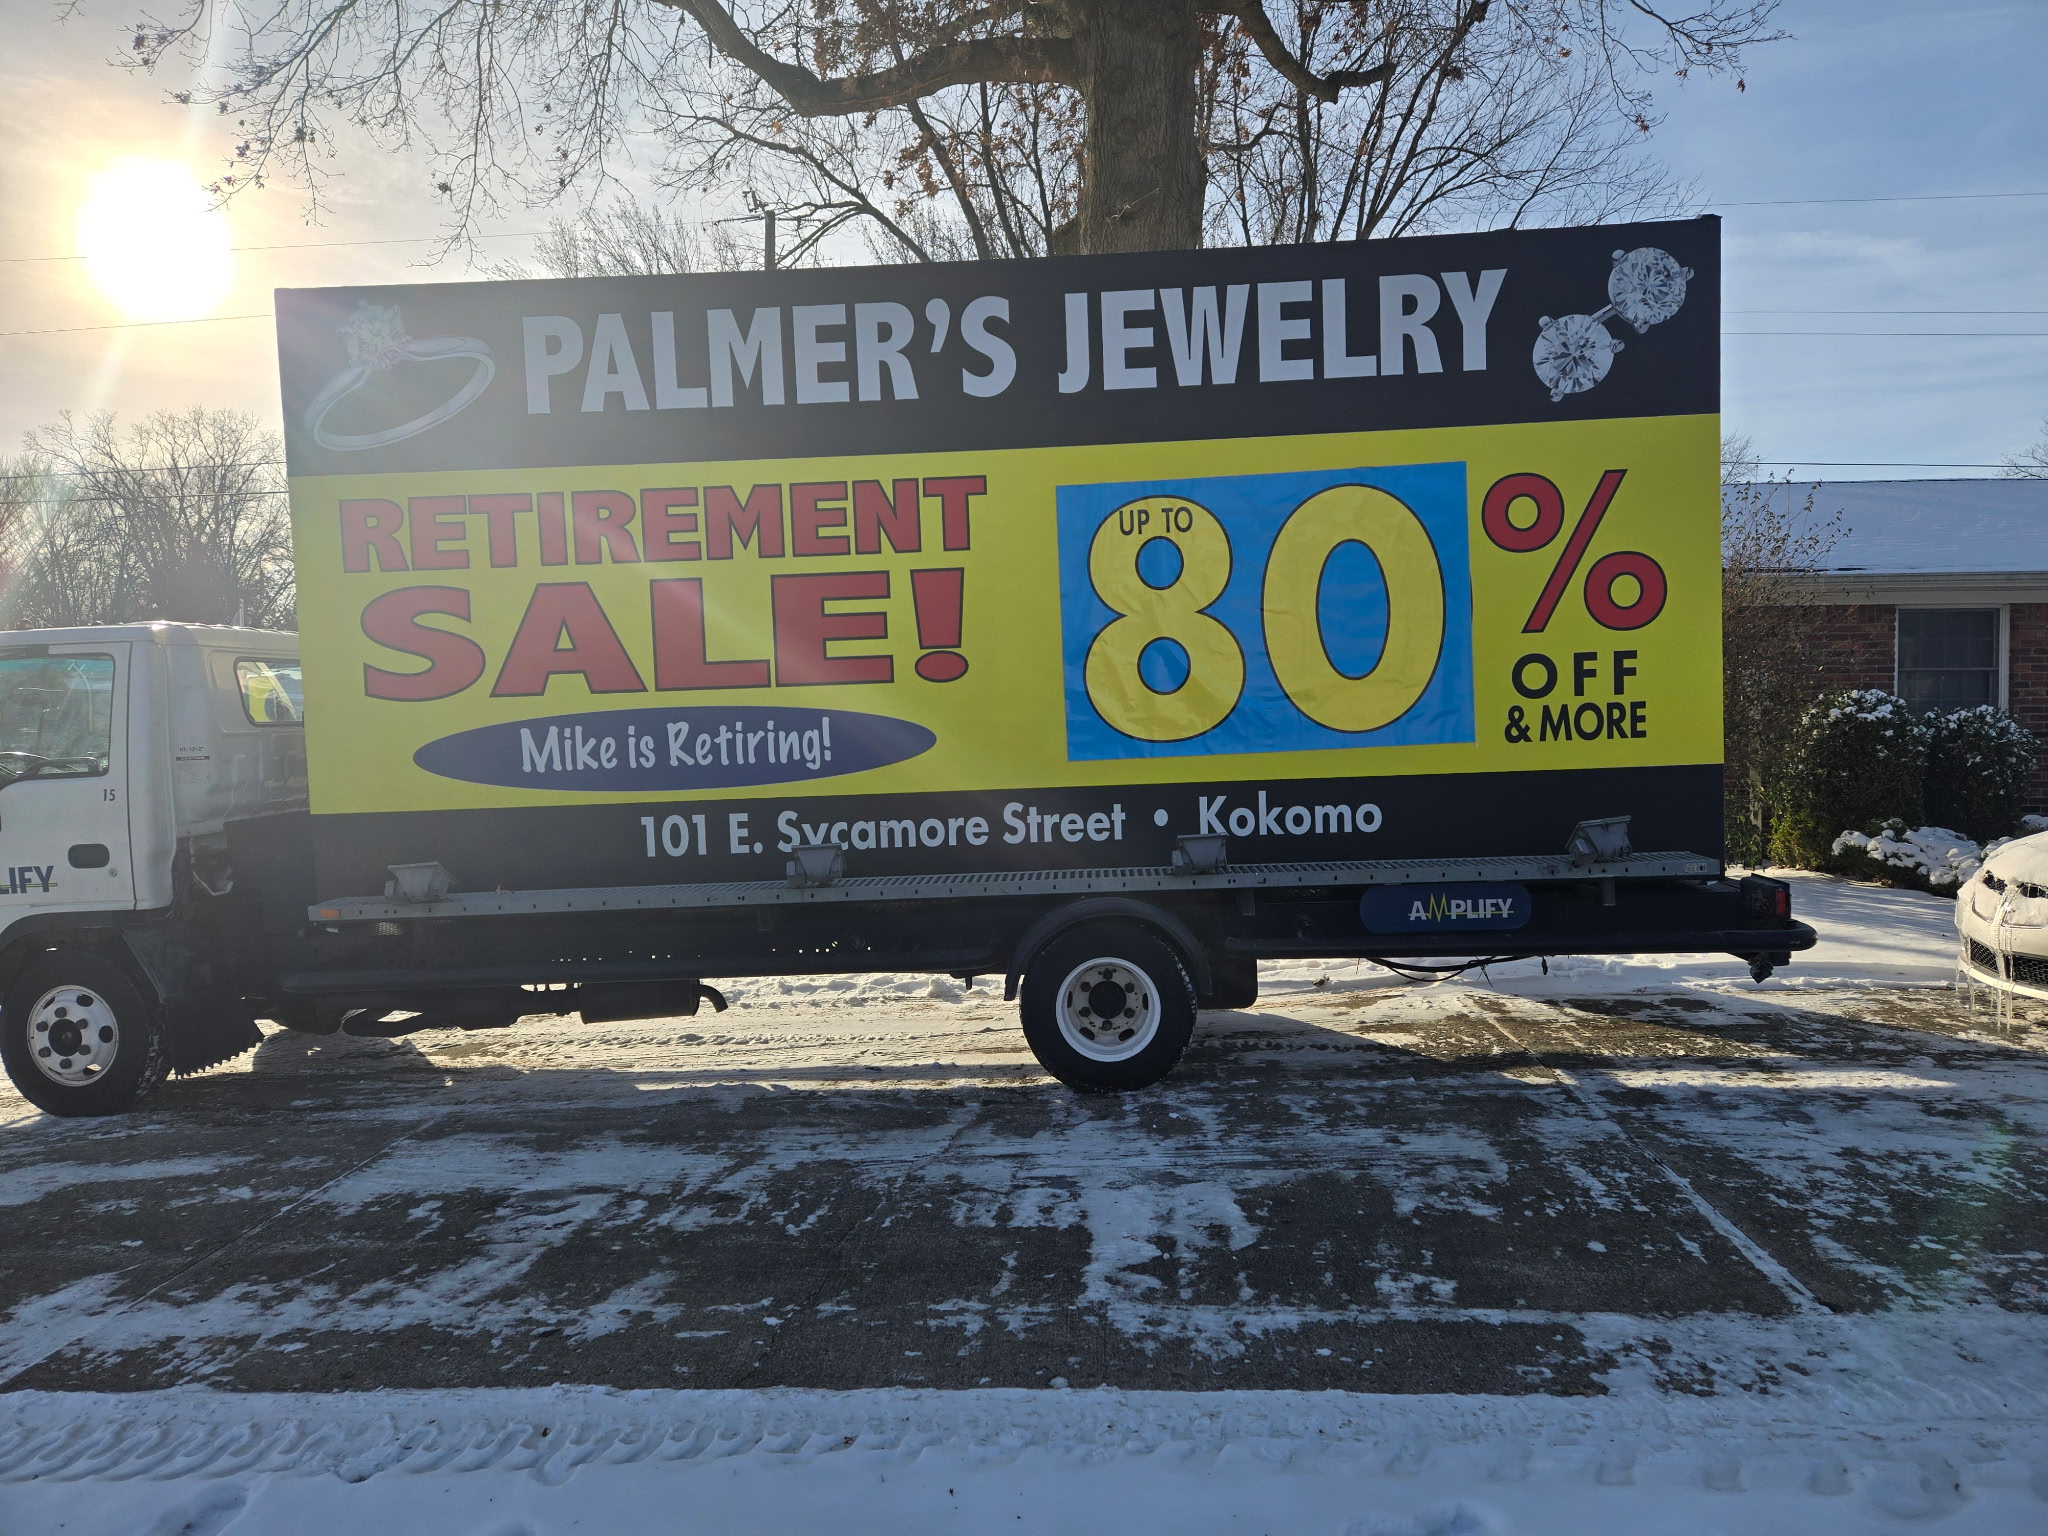 PALMER'S JEWELRY
RETIREMENT
SALE!
Mike is Retiring!
UP TO
80%
OFF
& MORE
101 E. Sycamore Street • Kokomo
15
LIFY
AMPLIFY